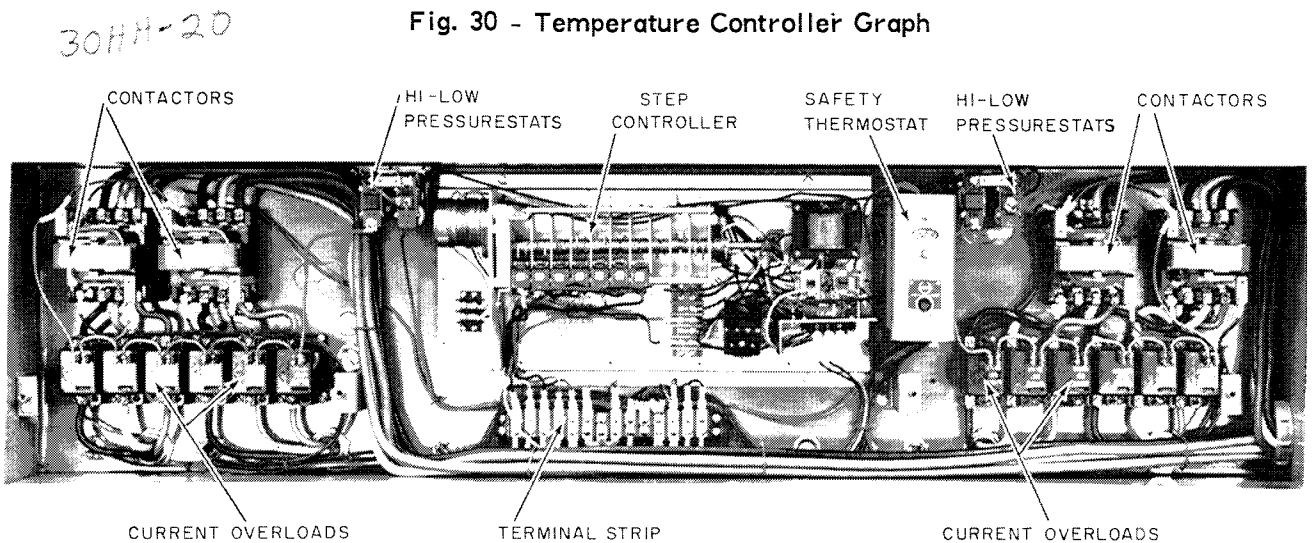 Fig. 30 - Temperature Controller Graph
30HH-20
CONTACTORS
HI-LOW
PRESSURESTATS
STEP
CONTROLLER
SAFETY
THERMOSTAT
HI-LOW
PRESSURESTATS
CONTACTORS
CURRENT OVERLOADS
TERMINAL STRIP
CURRENT OVERLOADS